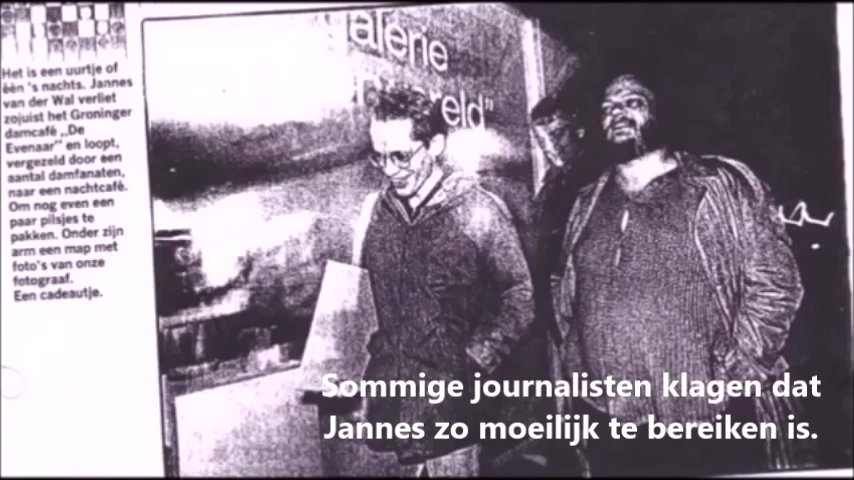 Het is een uurtje of
één 's nachts. Jannes
van der Wal verliet
zojuist het Groninger
damcafé „De
Evenaar" en loopt,
vergezeld door een
aantal damfanaten,
naar een nachtcafé.
Om nog even een
paar pilsjes te
pakken. Onder zijn
arm een map met
foto's van onze
fotograaf.
Een cadeautje.
alerie
reld"
Sommige journalisten klagen dat
Jannes zo moeilijk te bereiken is.